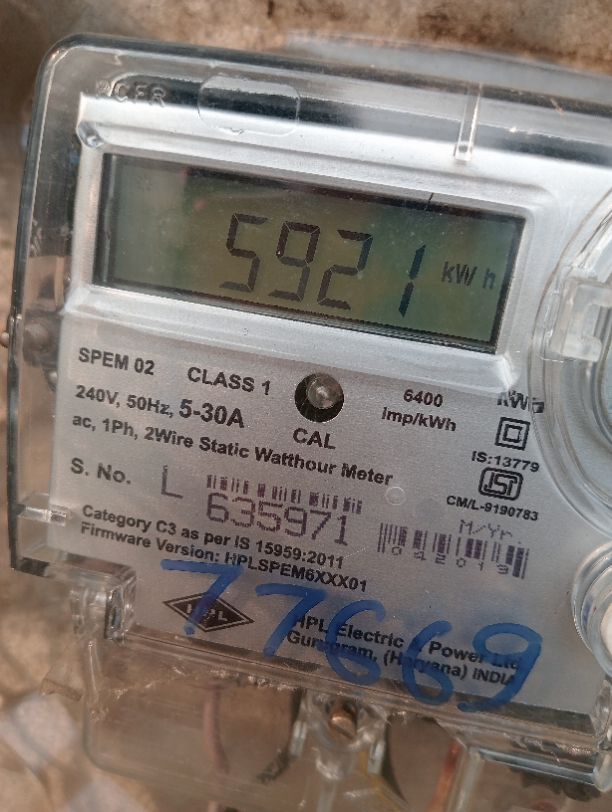 5921 kWh
SPEM 02 CLASS 1
6400
imp/kWh
240V, 50Hz, 5-30A
CAL
ac, 1Ph, 2Wire Static Watthour Meter
IS:13779
CM/L-9190783
S. No. L 635971
M/Yr.
042019
Category C3 as per IS 15959:2011
Firmware Version: HPLSPEM6XXX01
77669
HPL
HPL Electric & Power Ltd
Gurugram, (Haryana) INDIA